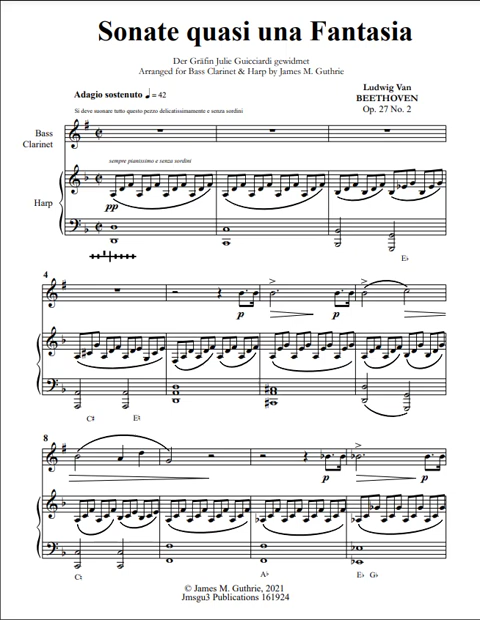 Sonate quasi una Fantasia
Der Gräfin Julie Guicciardi gewidmet
Arranged for Bass Clarinet & Harp by James M. Guthrie
Ludwig Van
BEETHOVEN
Op. 27 No. 2
Adagio sostenuto ♩ = 42
Si deve suonare tutto questo pezzo delicatissimamente e senza sordini
Bass
Clarinet
sempre pianissimo e senza sordini
Harp
pp
E♭
4
C♯ E♮
8
C♮ A♭ E♭ G♭
© James M. Guthrie, 2021
Jmsgu3 Publications 161924